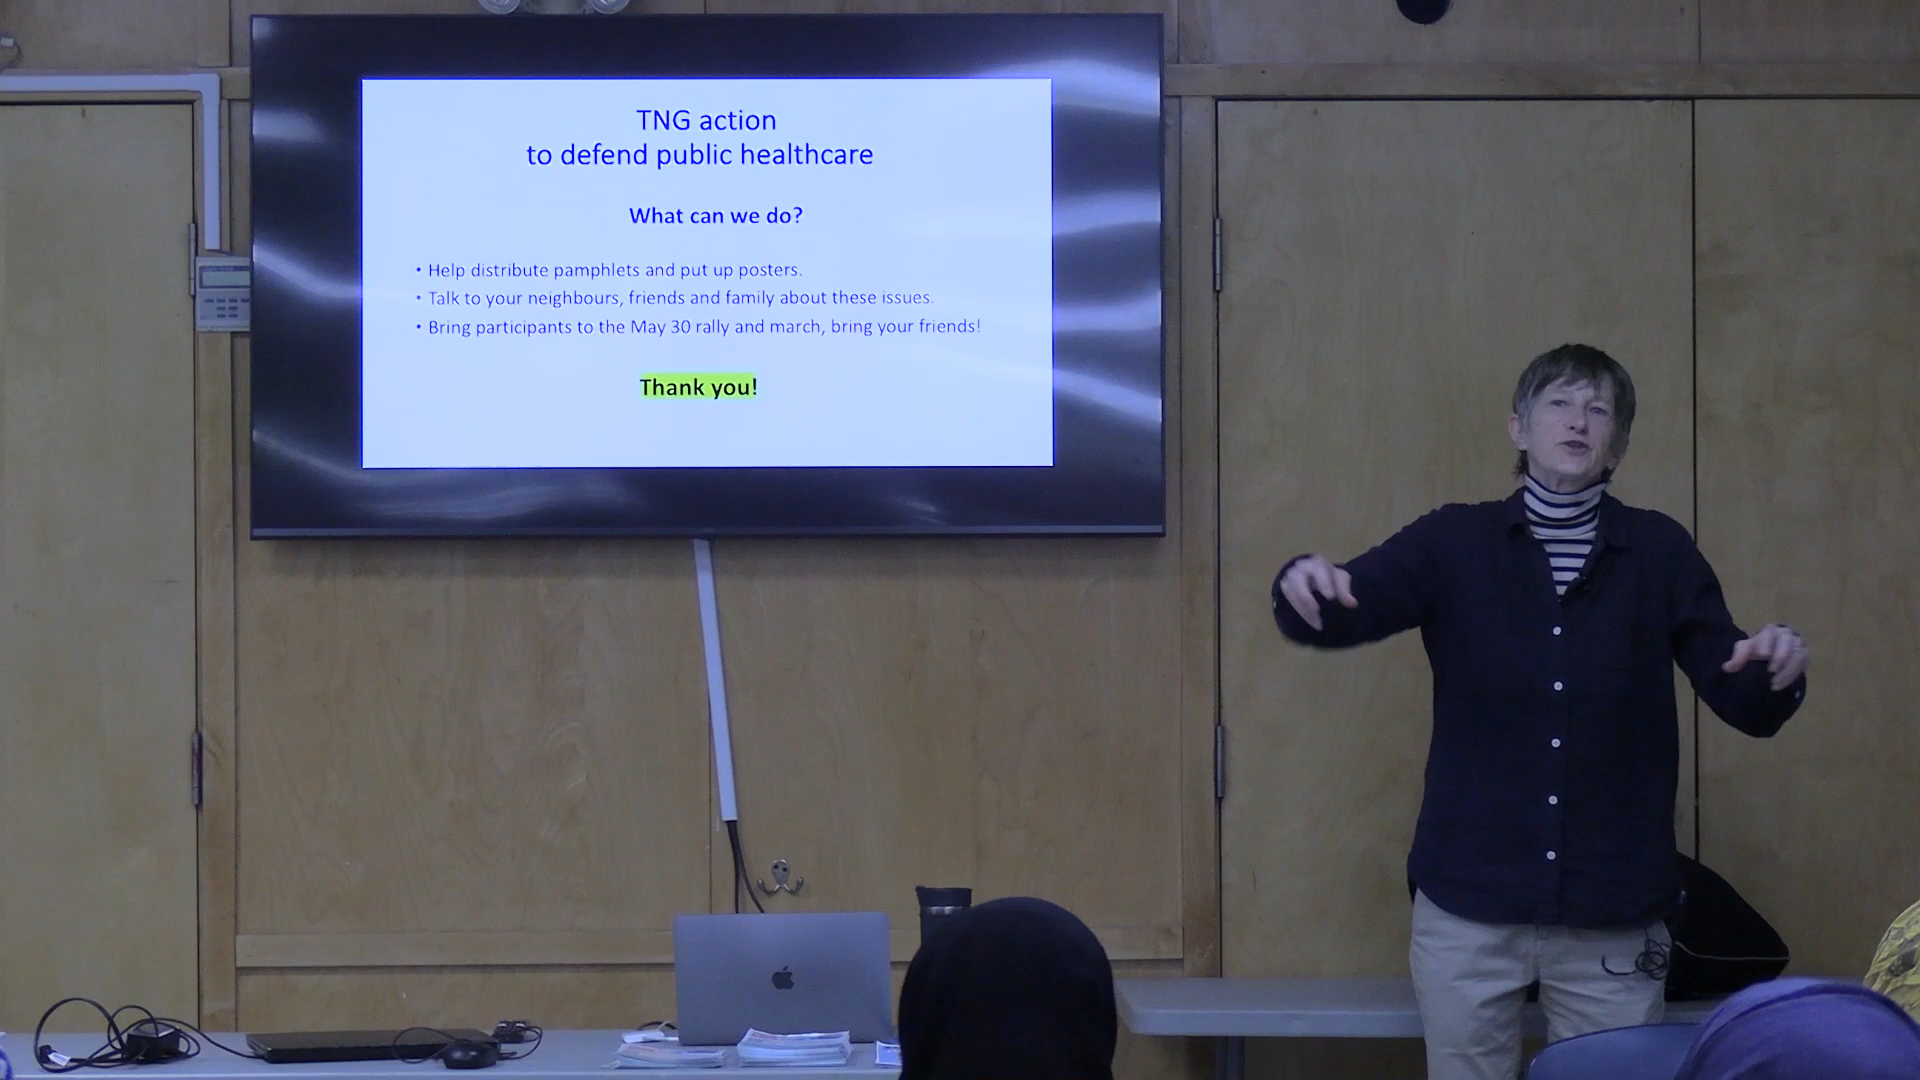 TNG action
to defend public healthcare
What can we do?
• Help distribute pamphlets and put up posters.
• Talk to your neighbours, friends and family about these issues.
• Bring participants to the May 30 rally and march, bring your friends!
Thank you!